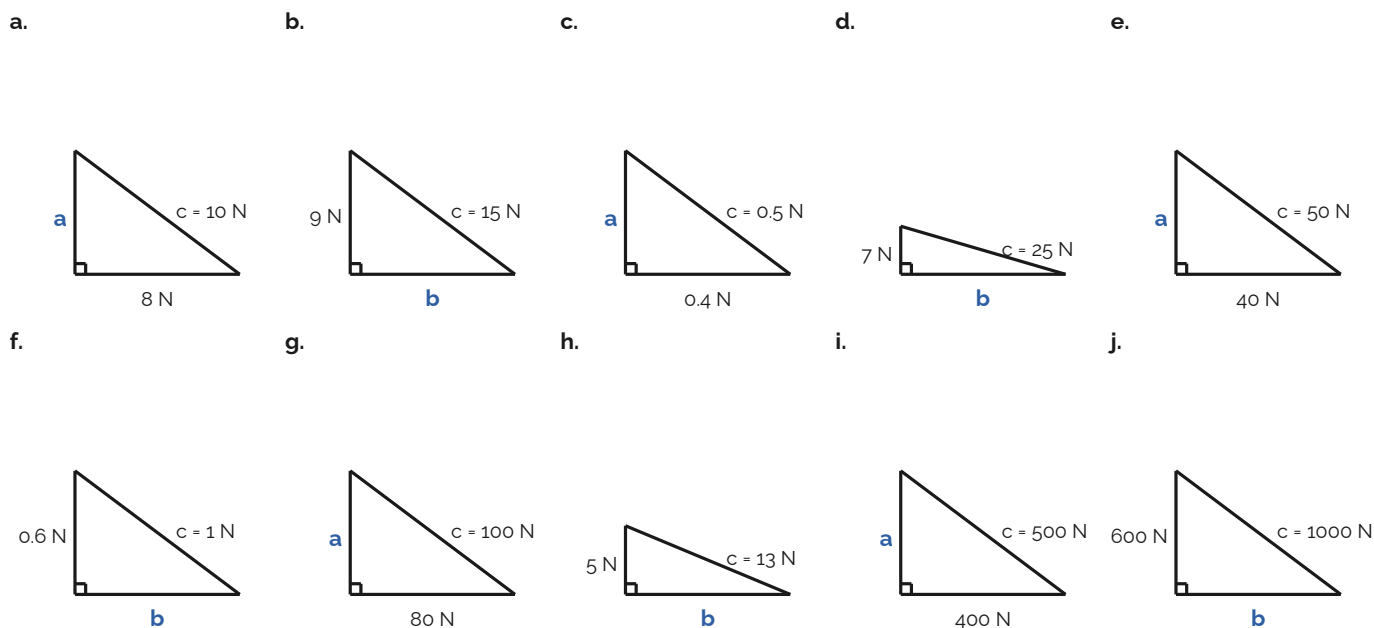 a.
b.
c.
d.
e.
a
c = 10 N
8 N
9 N
c = 15 N
b
a
c = 0.5 N
0.4 N
7 N
c = 25 N
b
a
c = 50 N
40 N
f.
g.
h.
i.
j.
0.6 N
c = 1 N
b
a
c = 100 N
80 N
5 N
c = 13 N
b
a
c = 500 N
400 N
600 N
c = 1000 N
b